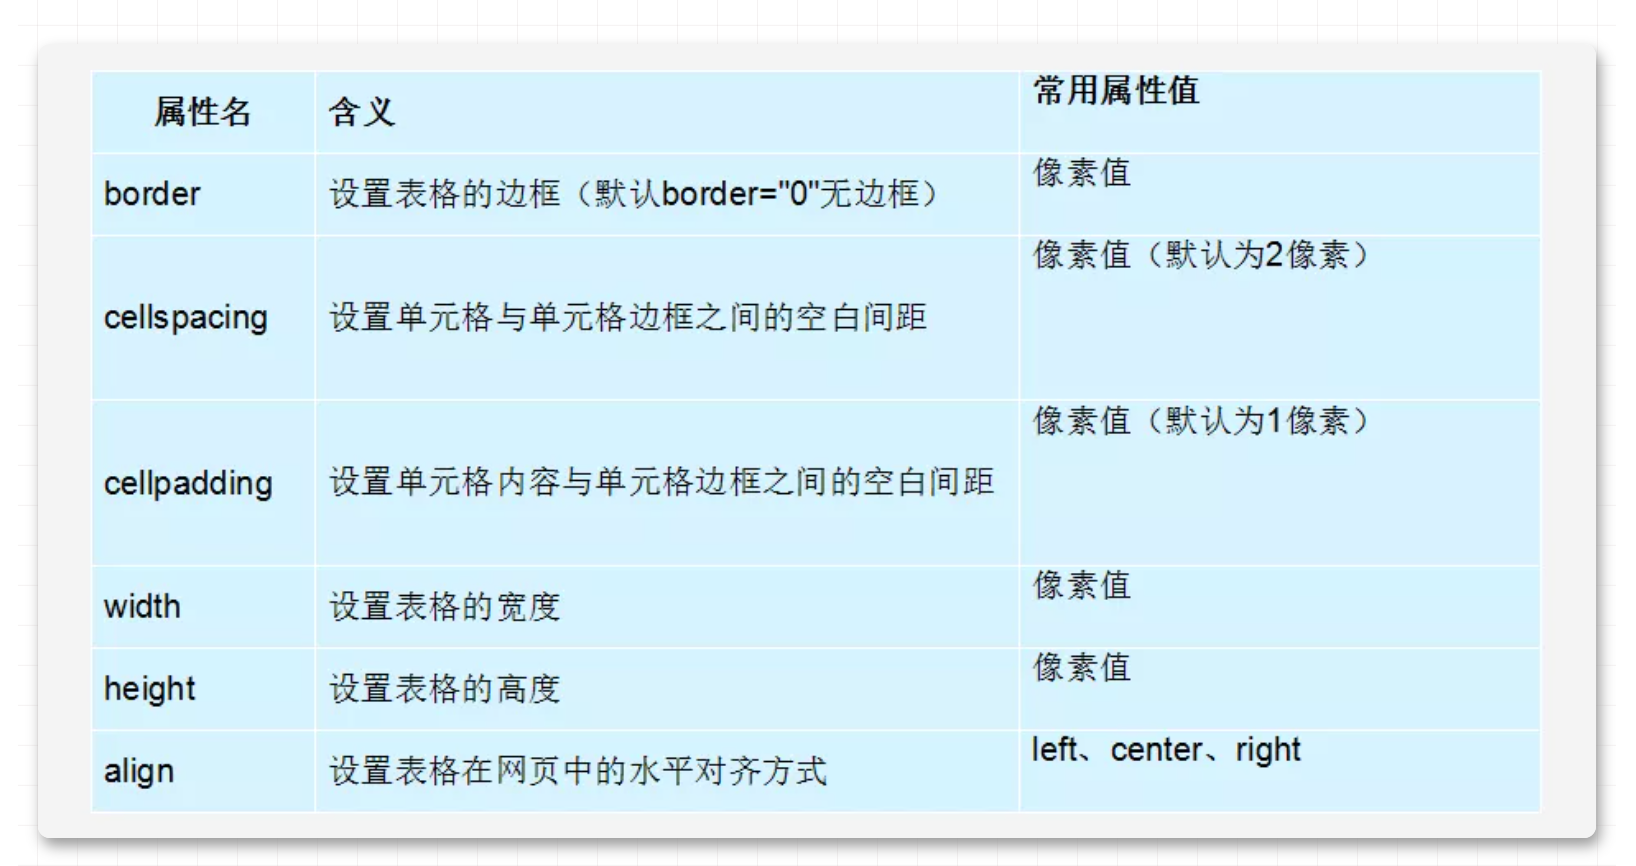 属性名 含义 常用属性值
border 设置表格的边框（默认border="0"无边框） 像素值
cellspacing 设置单元格与单元格边框之间的空白间距 像素值（默认为2像素）
cellpadding 设置单元格内容与单元格边框之间的空白间距 像素值（默认为1像素）
width 设置表格的宽度 像素值
height 设置表格的高度 像素值
align 设置表格在网页中的水平对齐方式 left、center、right